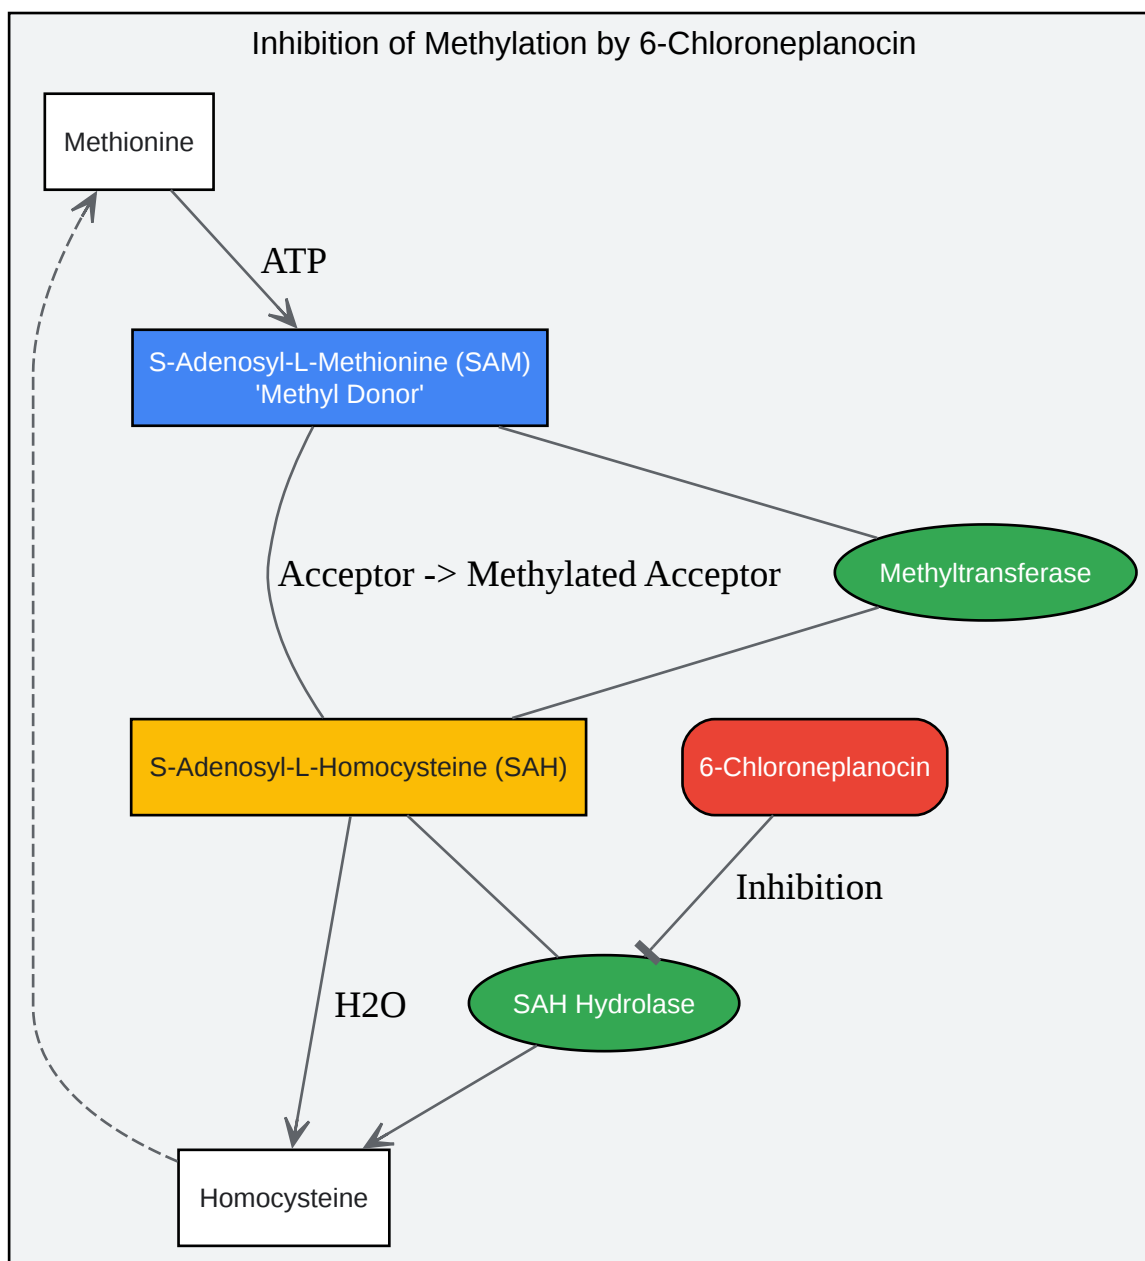 Inhibition of Methylation by 6-Chloroneplanocin
Methionine
ATP
S-Adenosyl-L-Methionine (SAM)
'Methyl Donor'
Acceptor -> Methylated Acceptor
Methyltransferase
S-Adenosyl-L-Homocysteine (SAH)
6-Chloroneplanocin
Inhibition
H2O
SAH Hydrolase
Homocysteine